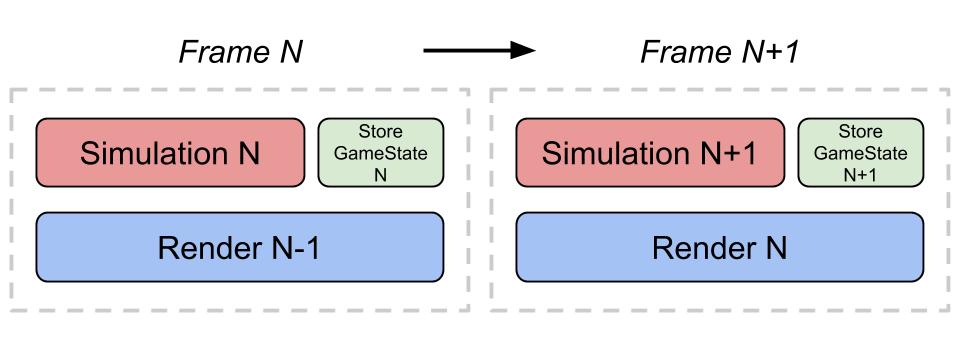 Frame N
Frame N+1
Simulation N
Store
GameState
N
Simulation N+1
Store
GameState
N+1
Render N-1
Render N